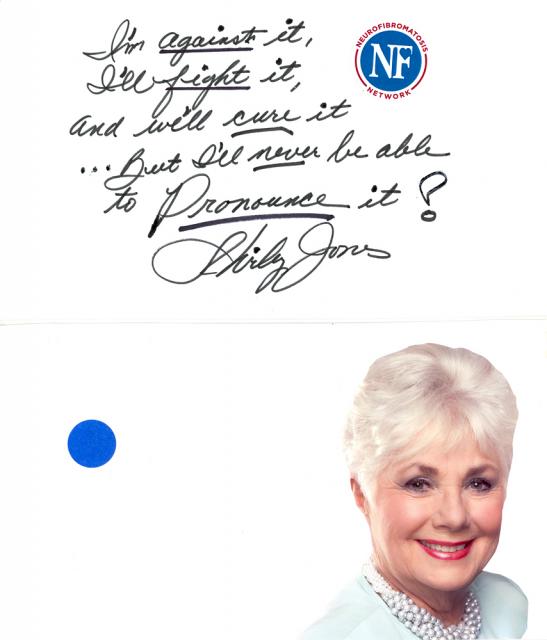 I'm against it,
I'll fight it,
And we'll cure it
...But I'll never be able
to Pronounce it?
Shirley Jones
NEUROFIBROMATOSIS
NF
NETWORK